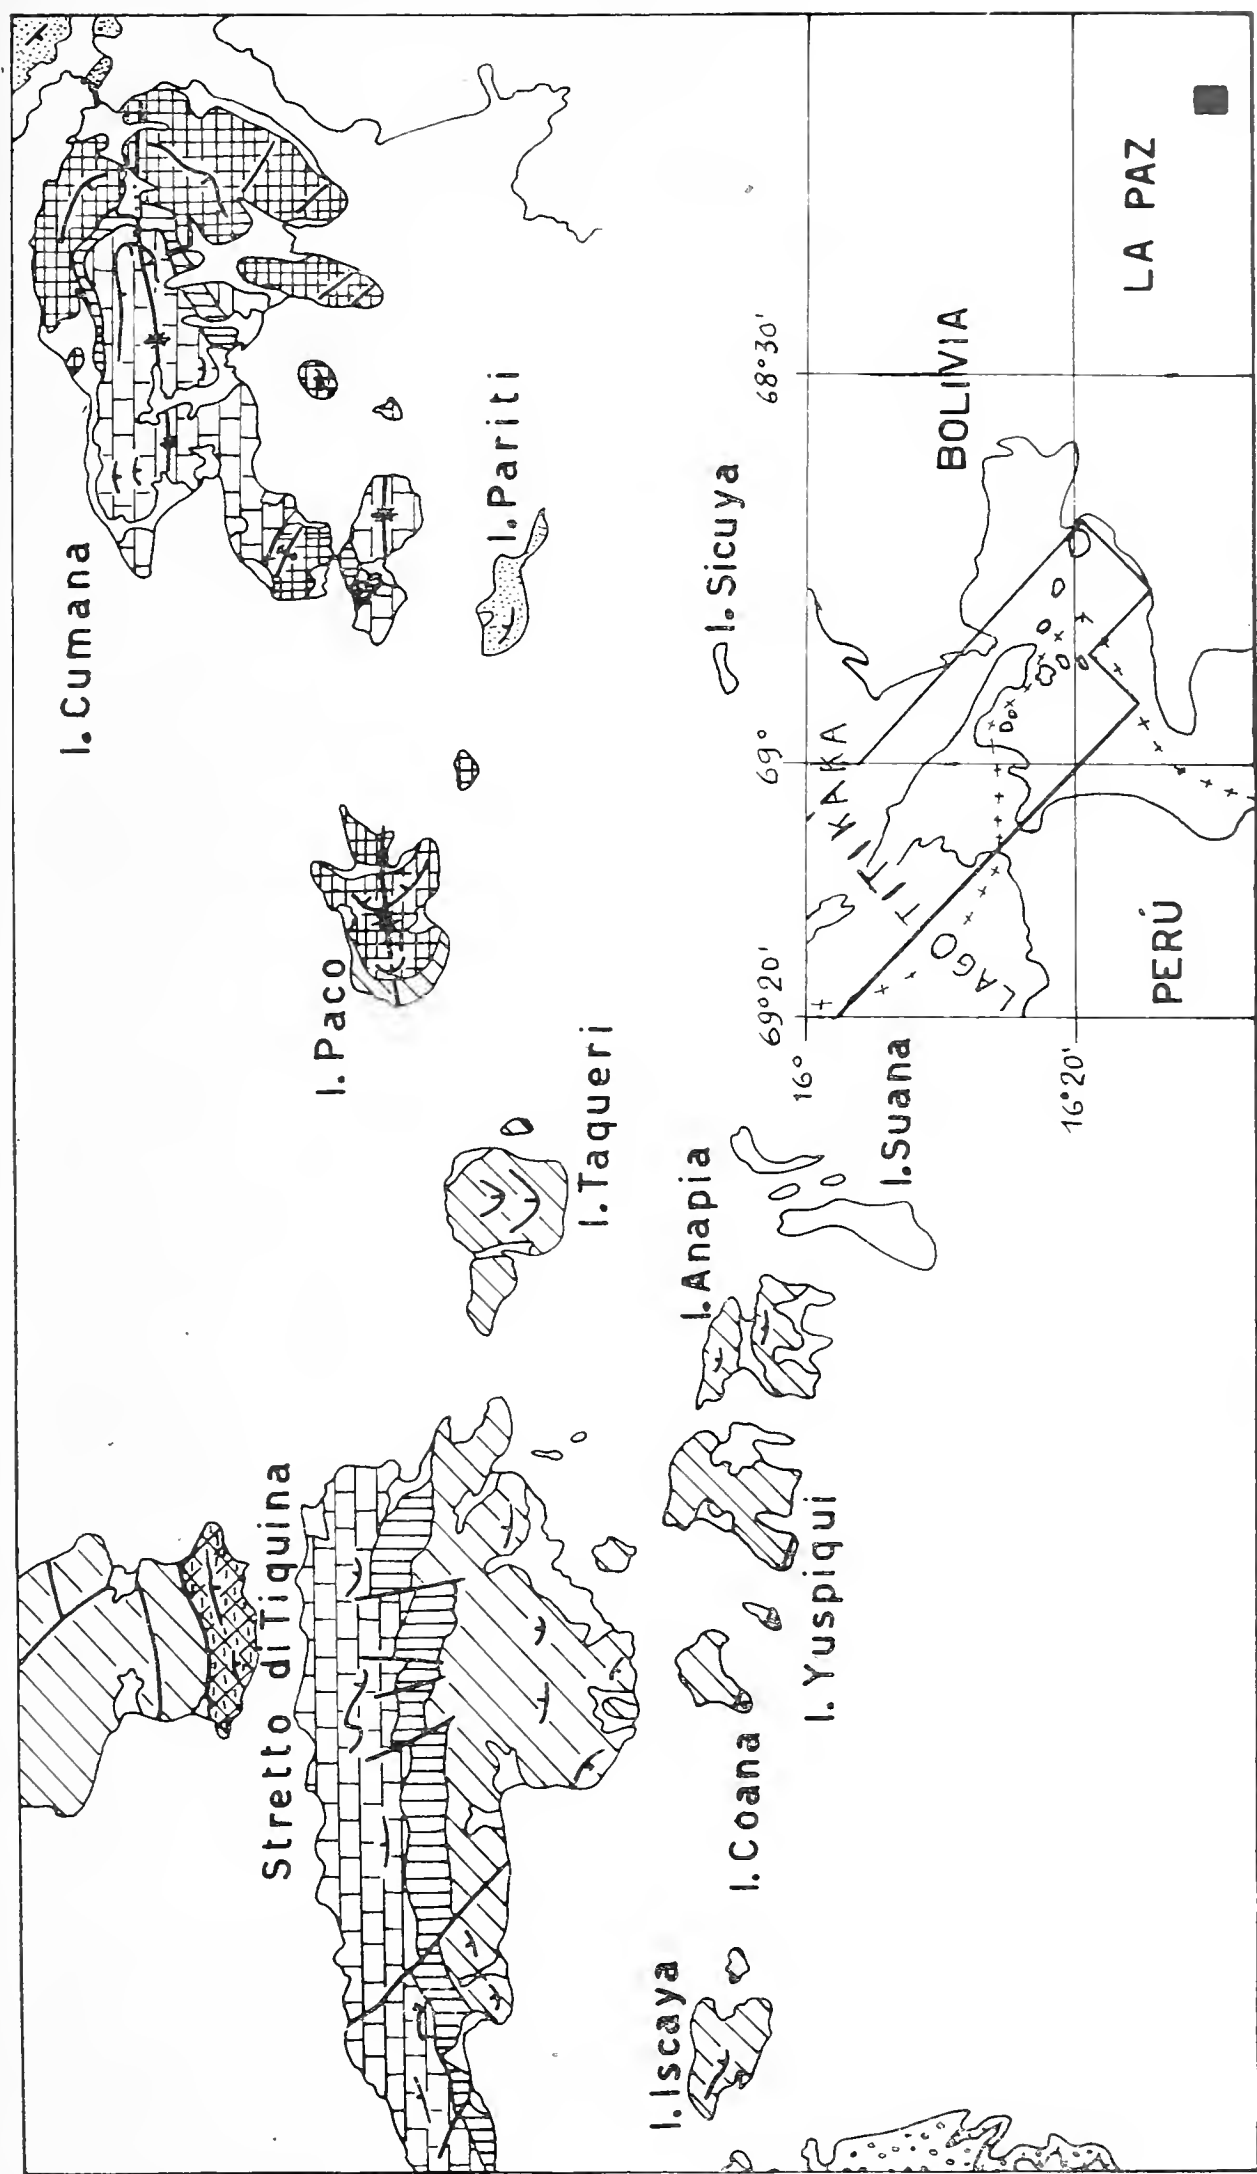 I. Cumana
I. Pariti
I. Sicuya
I. Paco
I. Taqueri
I. Anapia
I. Suana
Stretto di Tiquina
I. Yuspiqui
I. Coana
I. Iscaya
69°20'
69°
68°30'
16°
16°20'
LAGO TITIKAKA
BOLIVIA
PERÚ
LA PAZ